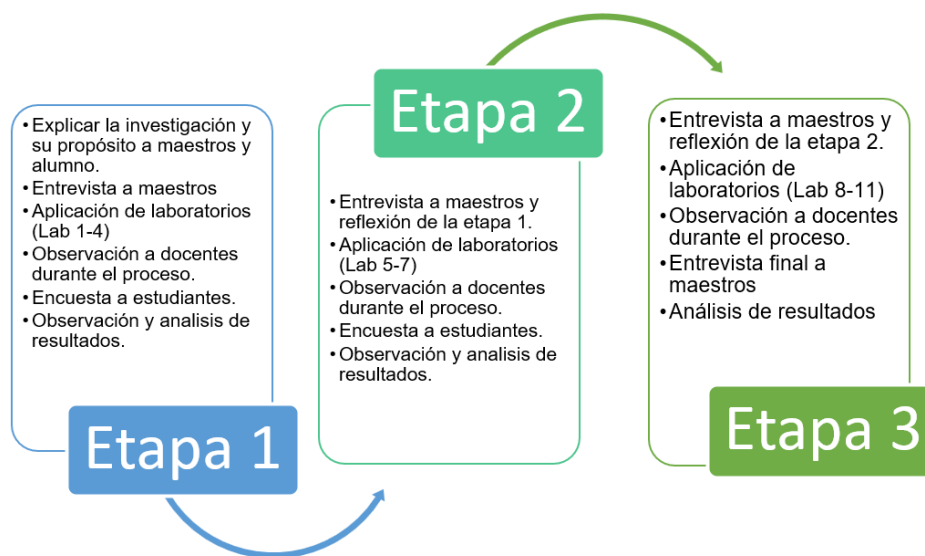 • Explicar la investigación y
su propósito a maestros y
alumno.
• Entrevista a maestros
• Aplicación de laboratorios
(Lab 1-4)
• Observación a docentes
durante el proceso.
• Encuesta a estudiantes.
• Observación y analisis de
resultados.
Etapa 1
Etapa 2
• Entrevista a maestros y
reflexión de la etapa 1.
• Aplicación de laboratorios
(Lab 5-7)
• Observación a docentes
durante el proceso.
• Encuesta a estudiantes.
• Observación y analisis de
resultados.
• Entrevista a maestros y
reflexión de la etapa 2.
• Aplicación de
laboratorios (Lab 8-11)
• Observación a docentes
durante el proceso.
• Entrevista final a
maestros
• Análisis de resultados
Etapa 3